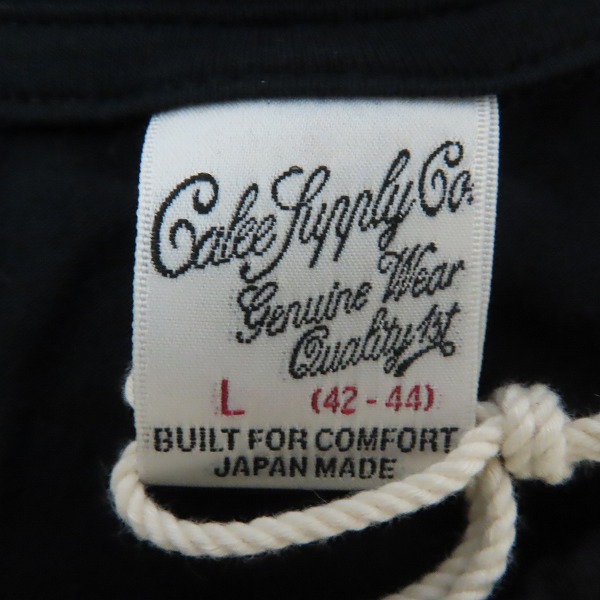 Calee Supply Co.
Genuine Wear
Quality 1st
L (42-44)
BUILT FOR COMFORT
JAPAN MADE